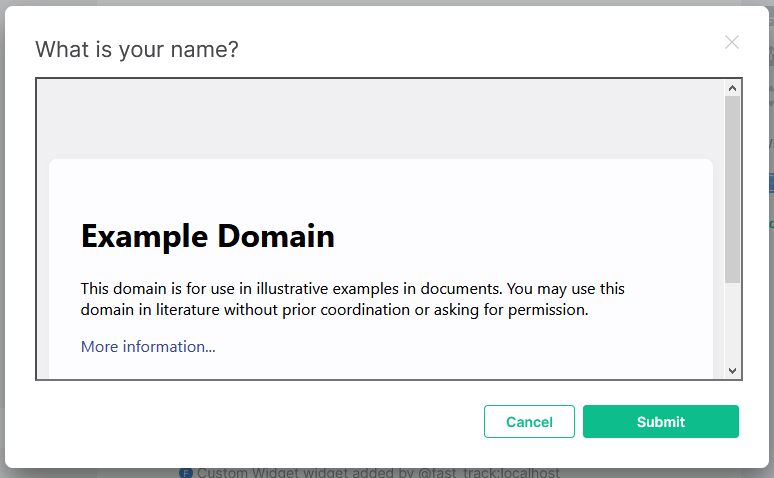 What is your name?
Example Domain
This domain is for use in illustrative examples in documents. You may use this
domain in literature without prior coordination or asking for permission.
More information...
Cancel
Submit
Custom Widget widget added by @fast_track:localhost